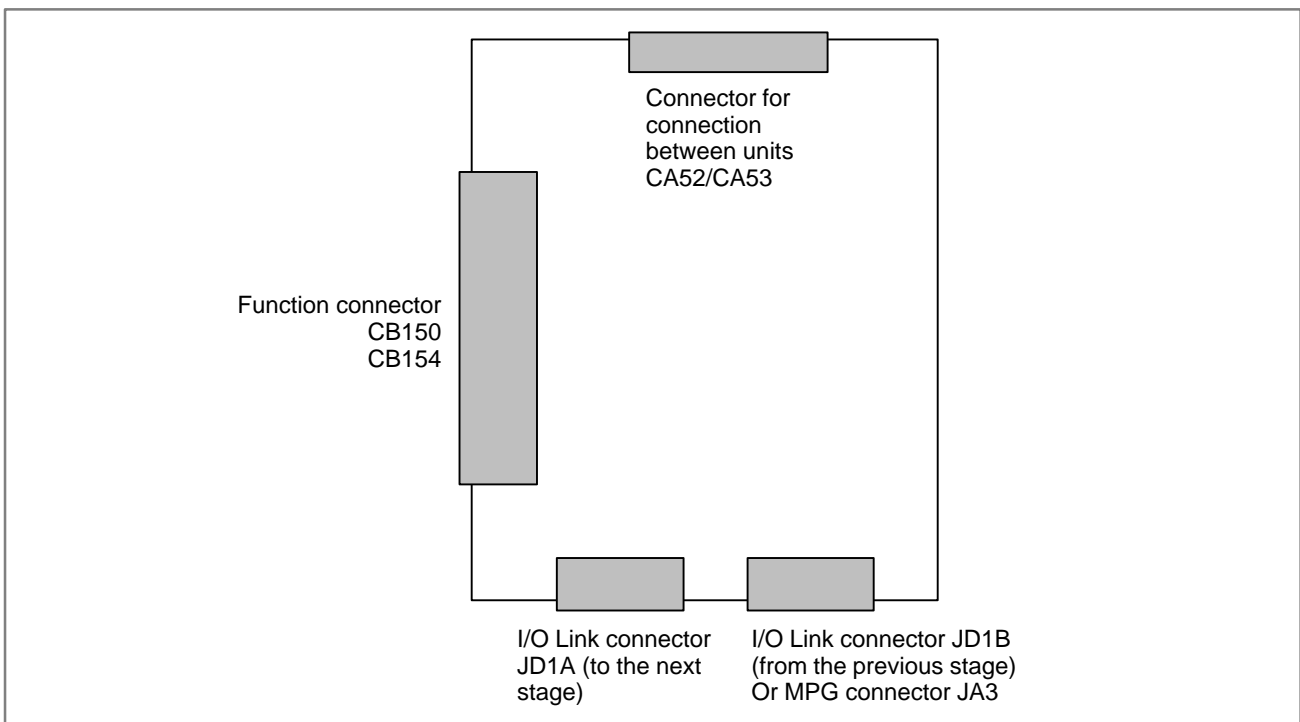 Connector for
connection
between units
CA52/CA53
Function connector
CB150
CB154
I/O Link connector
JD1A (to the next
stage)
I/O Link connector JD1B
(from the previous stage)
Or MPG connector JA3